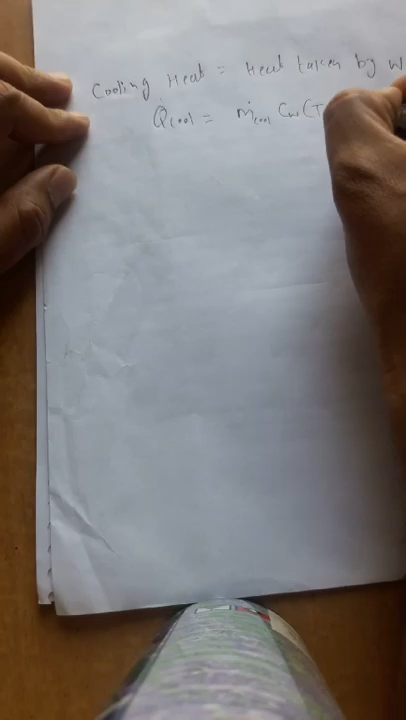 Cooling Heat = Heat taken by W
Q̇cool = ṁcool Cw (T